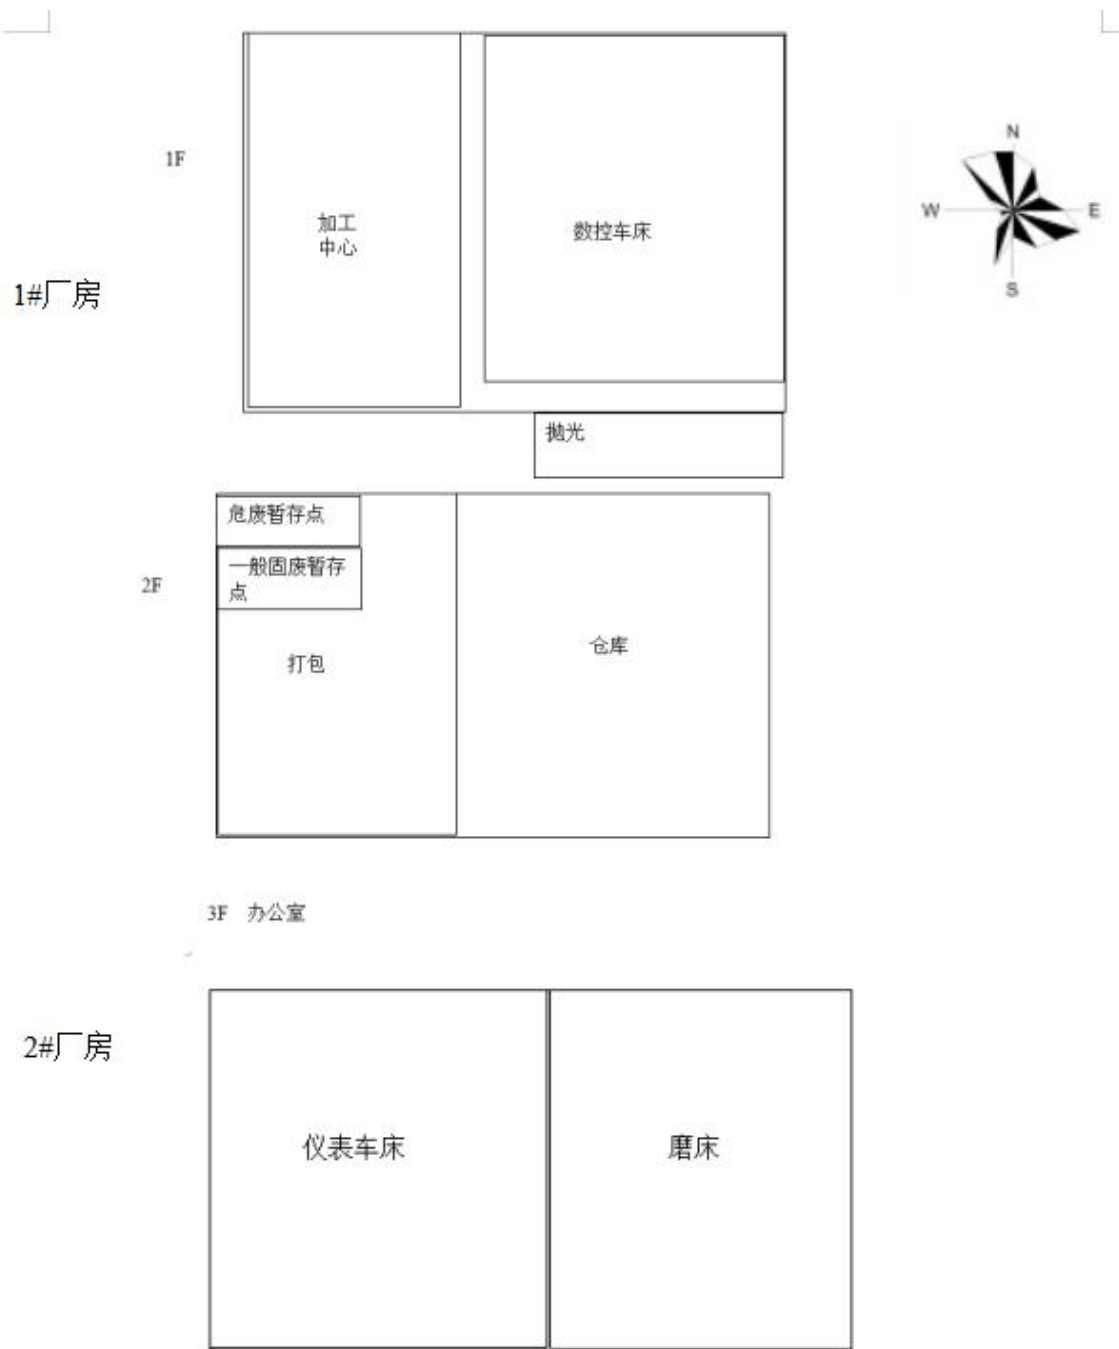 1F
N
W
E
S
加工
中心
数控车床
1#厂房
抛光
危废暂存点
一般固废暂存
点
2F
打包
仓库
3F 办公室
2#厂房
仪表车床
磨床